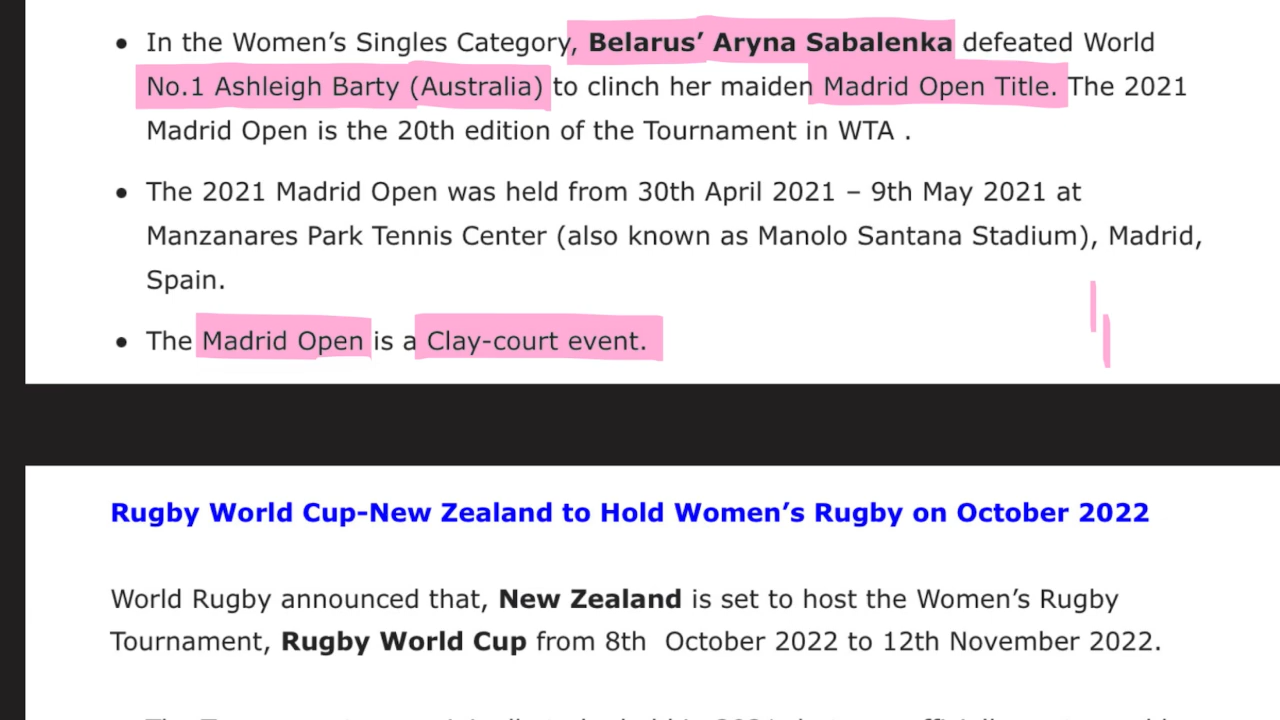 • In the Women’s Singles Category, Belarus’ Aryna Sabalenka defeated World
No.1 Ashleigh Barty (Australia) to clinch her maiden Madrid Open Title. The 2021
Madrid Open is the 20th edition of the Tournament in WTA .
• The 2021 Madrid Open was held from 30th April 2021 – 9th May 2021 at
Manzanares Park Tennis Center (also known as Manolo Santana Stadium), Madrid,
Spain.
• The Madrid Open is a Clay-court event.
Rugby World Cup-New Zealand to Hold Women’s Rugby on October 2022
World Rugby announced that, New Zealand is set to host the Women’s Rugby
Tournament, Rugby World Cup from 8th October 2022 to 12th November 2022.